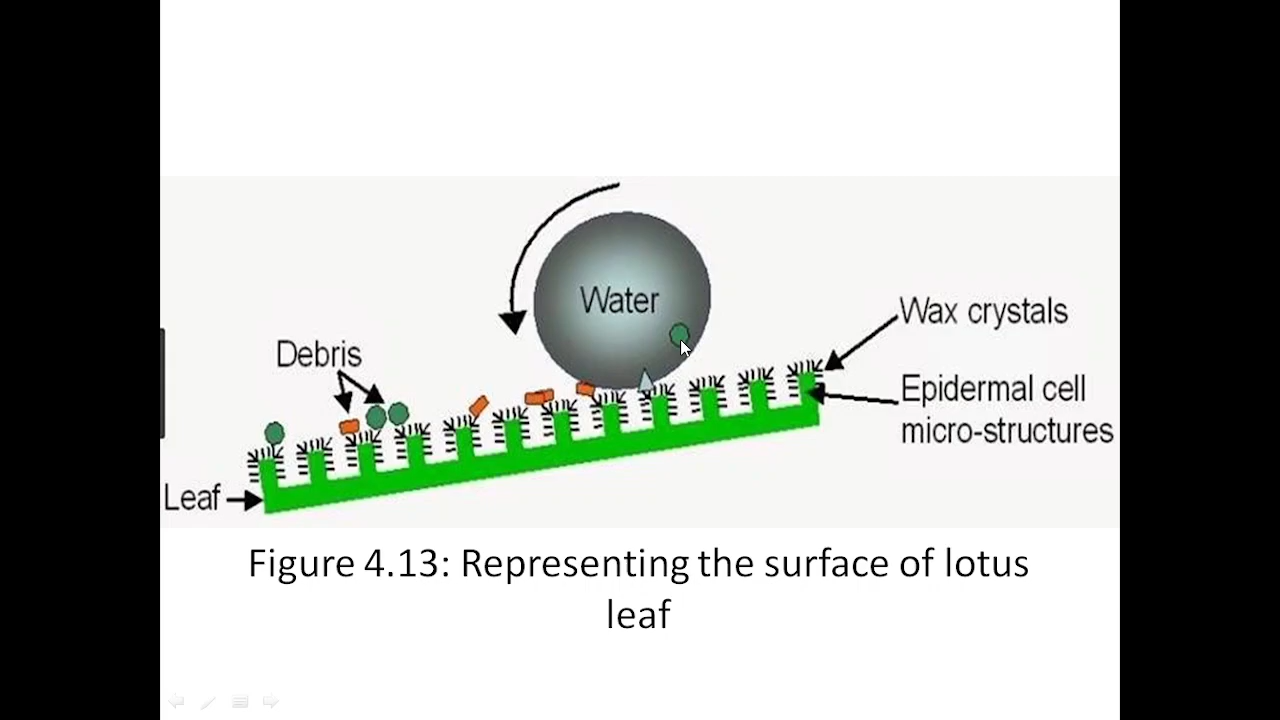 Water
Wax crystals
Debris
Epidermal cell
micro-structures
Leaf
Figure 4.13: Representing the surface of lotus
leaf